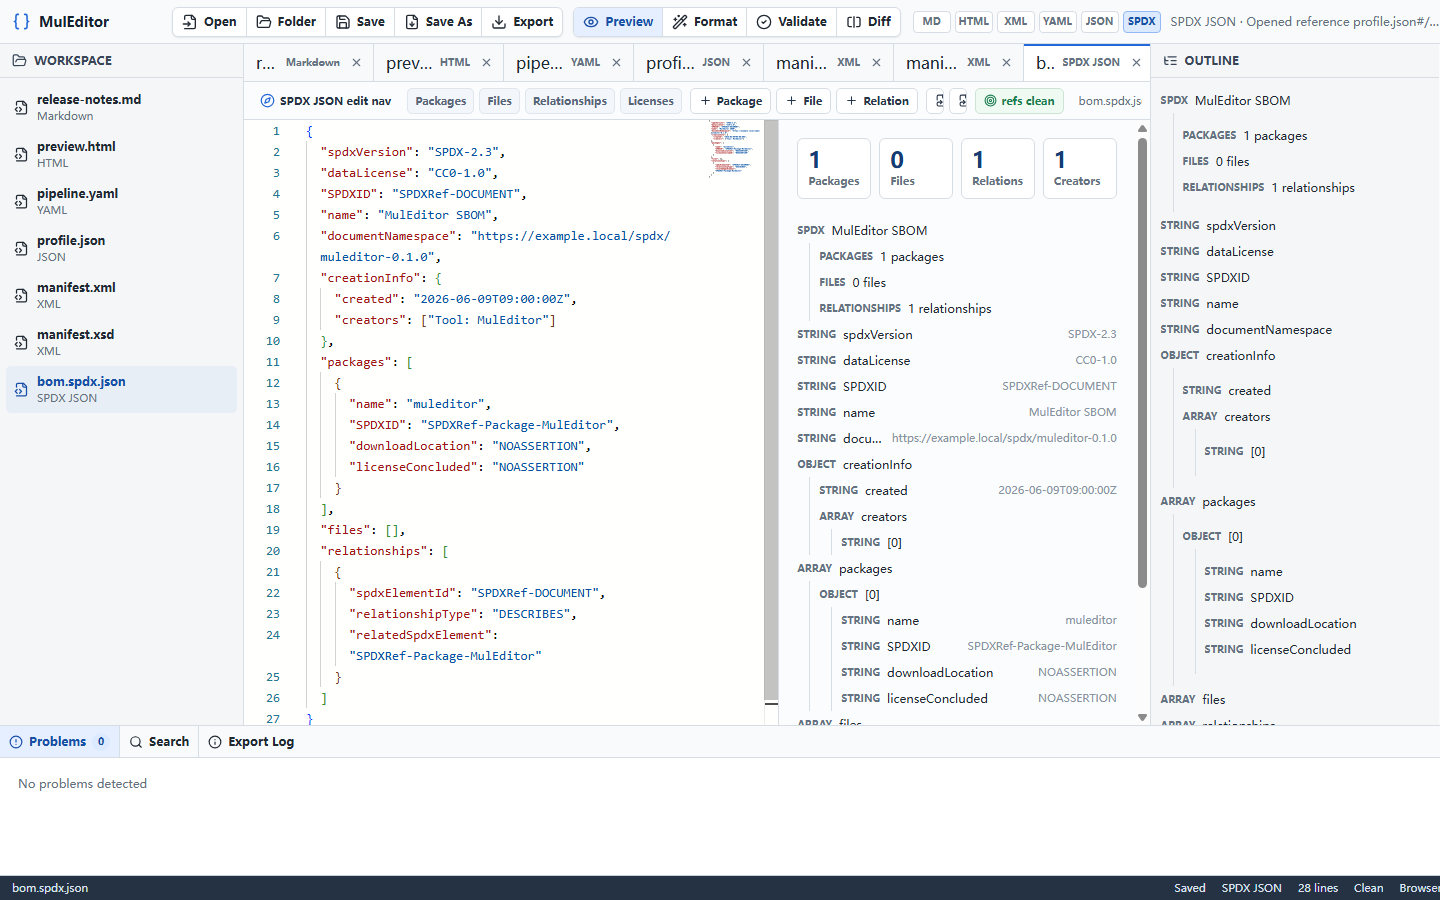 MulEditor
Open
Folder
Save
Save As
Export
Preview
Format
Validate
Diff
MD
HTML
XML
YAML
JSON
SPDX
SPDX JSON · Opened reference profile.json#/...
WORKSPACE
release-notes.md
Markdown
preview.html
HTML
pipeline.yaml
YAML
profile.json
JSON
manifest.xml
XML
manifest.xsd
XML
bom.spdx.json
SPDX JSON
r... Markdown
prev... HTML
pipe... YAML
profi... JSON
mani... XML
mani... XML
b.. SPDX JSON
SPDX JSON edit nav
Packages
Files
Relationships
Licenses
+ Package
+ File
+ Relation
refs clean
bom.spdx.js
1 {
2 "spdxVersion": "SPDX-2.3",
3 "dataLicense": "CC0-1.0",
4 "SPDXID": "SPDXRef-DOCUMENT",
5 "name": "MulEditor SBOM",
6 "documentNamespace": "https://example.local/spdx/
muleditor-0.1.0",
7 "creationInfo": {
8 "created": "2026-06-09T09:00:00Z",
9 "creators": ["Tool: MulEditor"]
10 },
11 "packages": [
12 {
13 "name": "muleditor",
14 "SPDXID": "SPDXRef-Package-MulEditor",
15 "downloadLocation": "NOASSERTION",
16 "licenseConcluded": "NOASSERTION"
17 }
18 ],
19 "files": [],
20 "relationships": [
21 {
22 "spdxElementId": "SPDXRef-DOCUMENT",
23 "relationshipType": "DESCRIBES",
24 "relatedSpdxElement":
"SPDXRef-Package-MulEditor"
25 }
26 ]
27 }
1 Packages
0 Files
1 Relations
1 Creators
SPDX MulEditor SBOM
PACKAGES 1 packages
FILES 0 files
RELATIONSHIPS 1 relationships
STRING spdxVersion SPDX-2.3
STRING dataLicense CC0-1.0
STRING SPDXID SPDXRef-DOCUMENT
STRING name MulEditor SBOM
STRING docu... https://example.local/spdx/muleditor-0.1.0
OBJECT creationInfo
STRING created 2026-06-09T09:00:00Z
ARRAY creators
STRING [0]
ARRAY packages
OBJECT [0]
STRING name muleditor
STRING SPDXID SPDXRef-Package-MulEditor
STRING downloadLocation NOASSERTION
STRING licenseConcluded NOASSERTION
ARRAY files
OUTLINE
SPDX MulEditor SBOM
PACKAGES 1 packages
FILES 0 files
RELATIONSHIPS 1 relationships
STRING spdxVersion
STRING dataLicense
STRING SPDXID
STRING name
STRING documentNamespace
OBJECT creationInfo
STRING created
ARRAY creators
STRING [0]
ARRAY packages
OBJECT [0]
STRING name
STRING SPDXID
STRING downloadLocation
STRING licenseConcluded
ARRAY files
ARRAY relationships
Problems 0
Search
Export Log
No problems detected
bom.spdx.json
Saved
SPDX JSON
28 lines
Clean
Browser